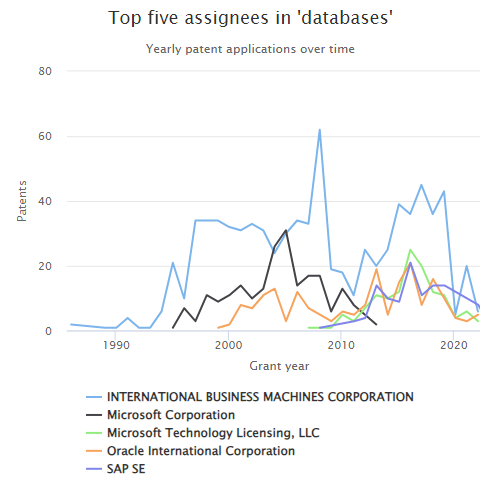 Top five assignees in 'databases'
Yearly patent applications over time
80
60
40
20
0
Patents
1990
2000
2010
2020
Grant year
INTERNATIONAL BUSINESS MACHINES CORPORATION
Microsoft Corporation
Microsoft Technology Licensing, LLC
Oracle International Corporation
SAP SE